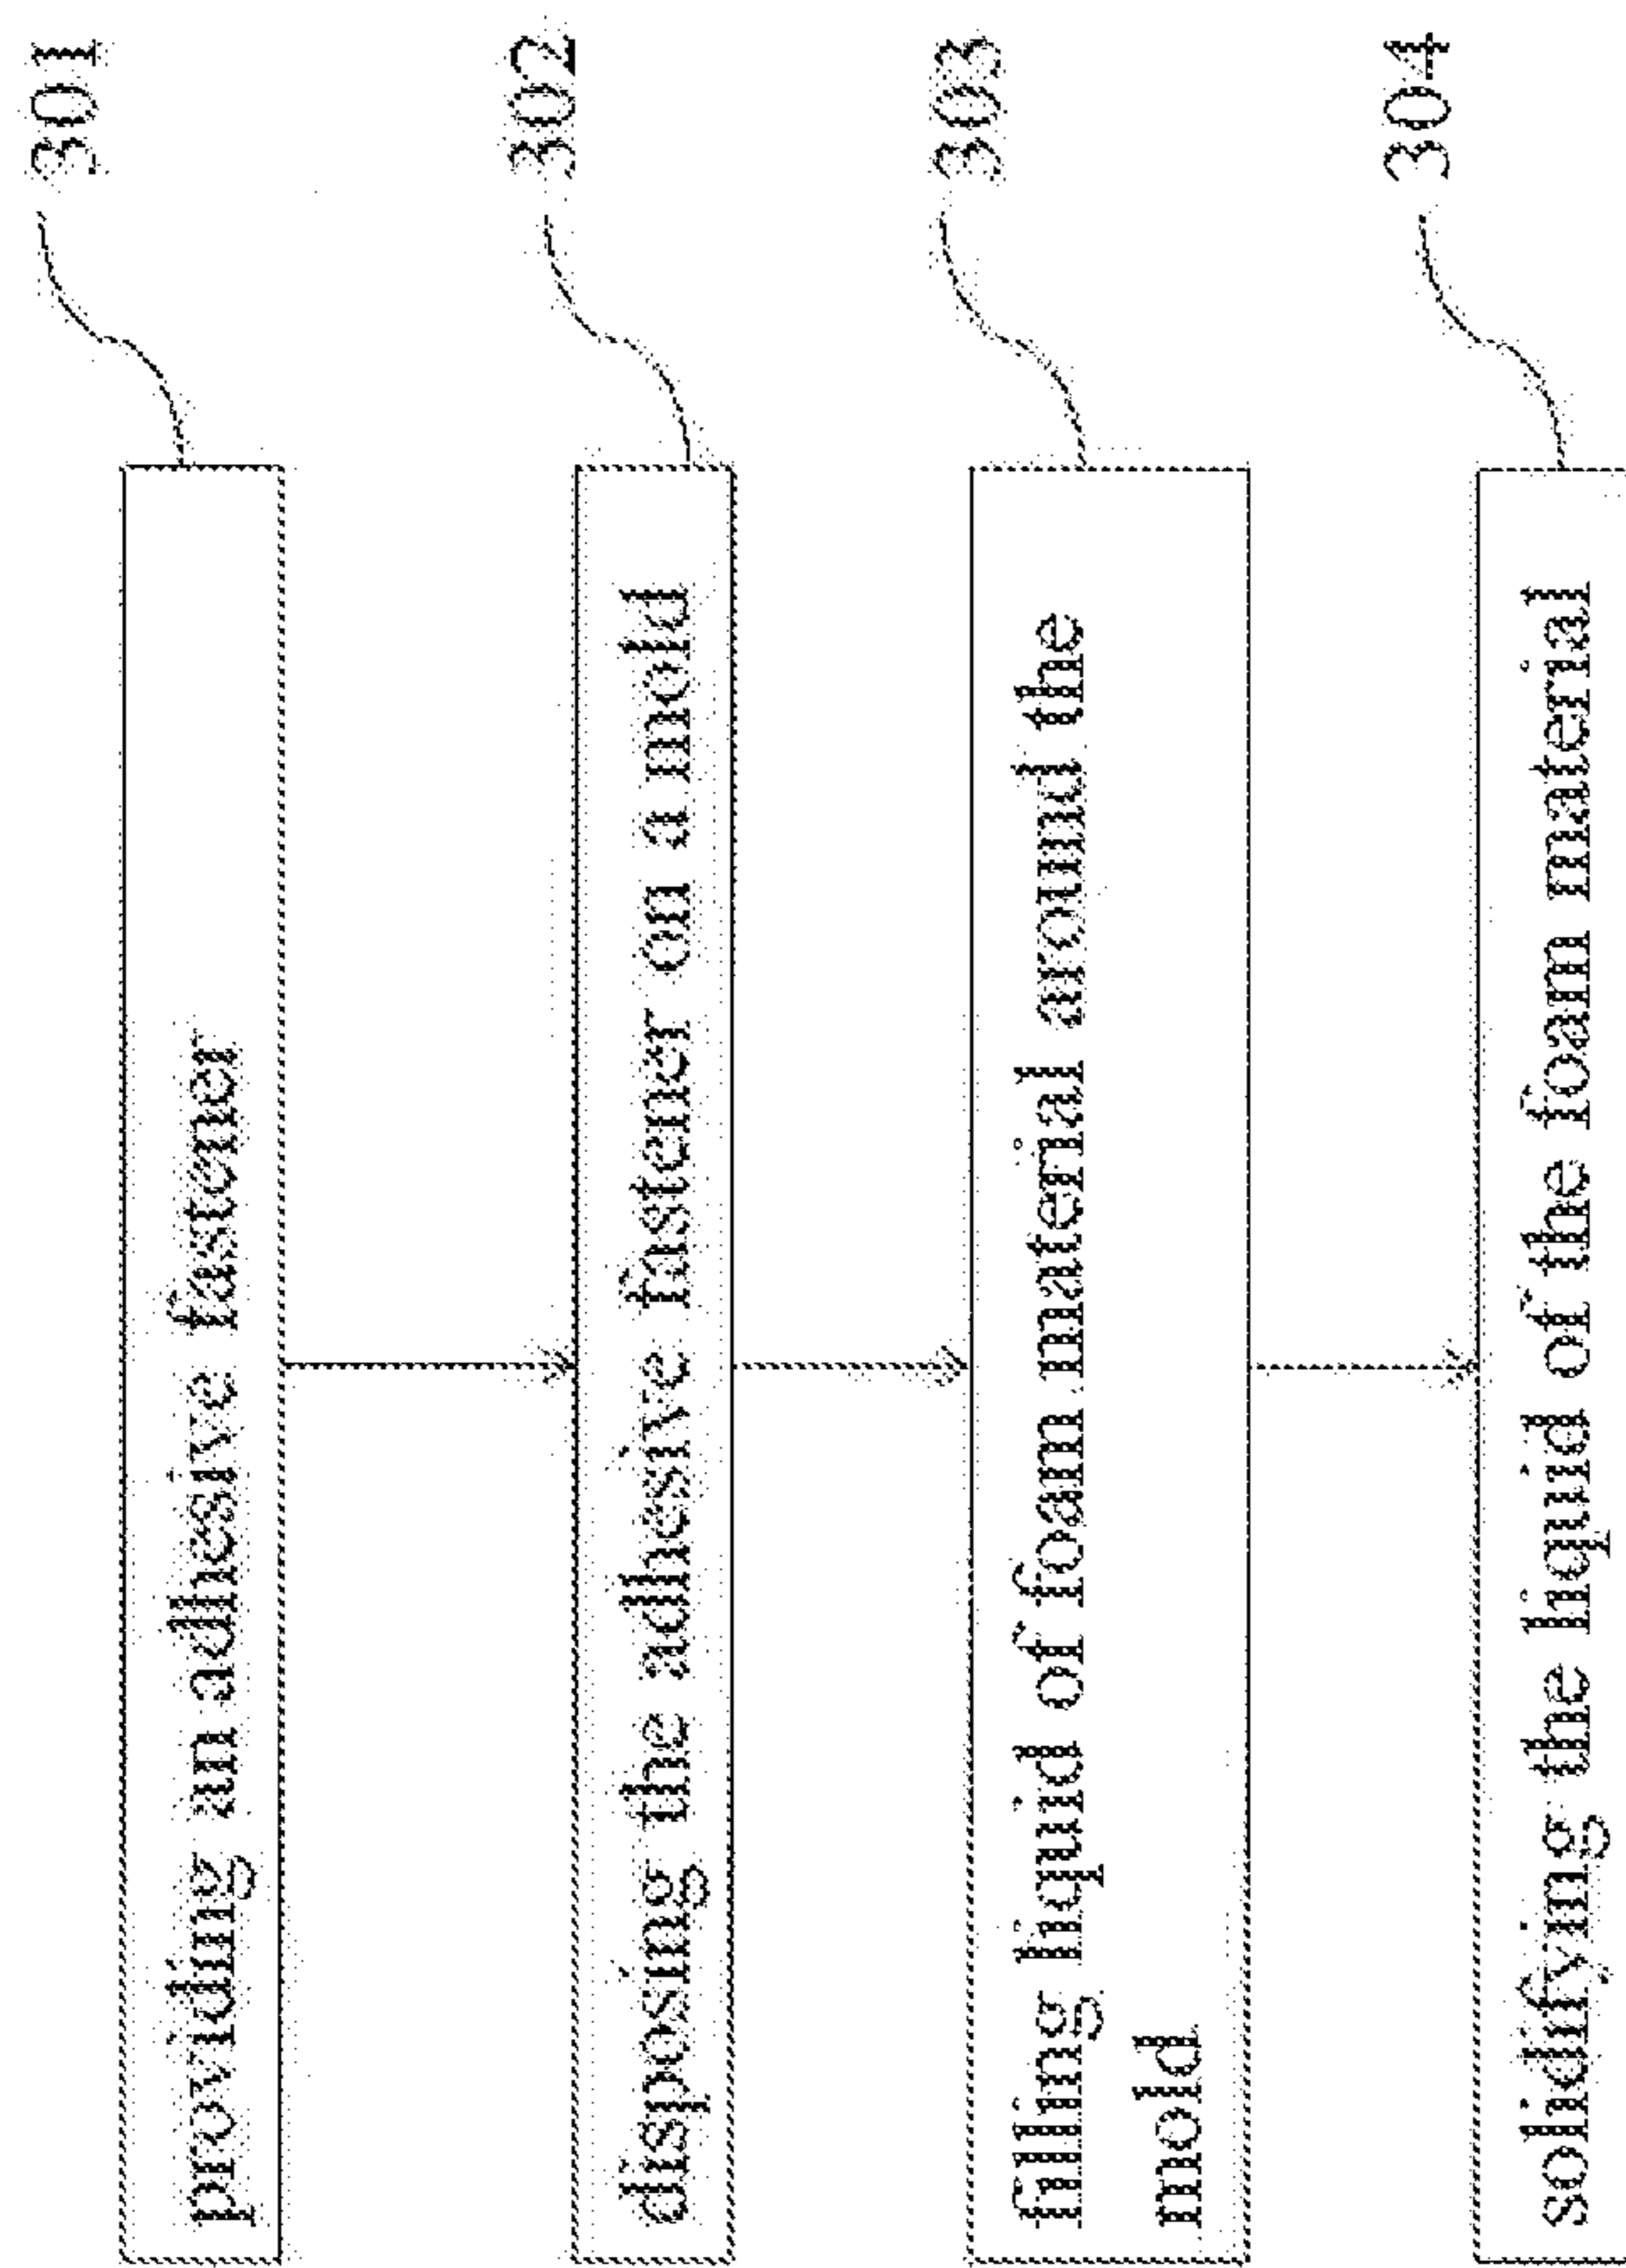 providing an adhesive fastener
301
disposing the adhesive fastener on a mold
302
filling liquid of foam material around the
mold
303
solidifying the liquid of the foam material
304